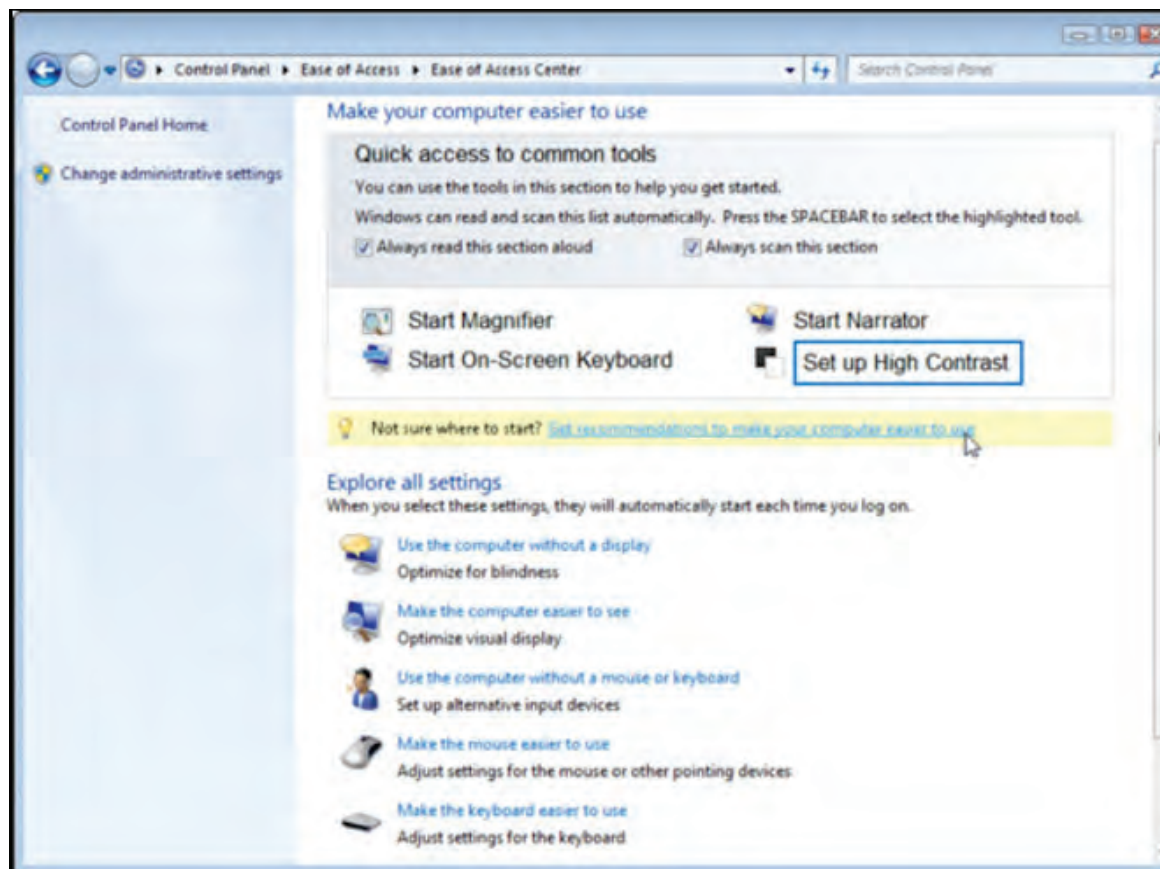 Control Panel ▸ Ease of Access ▸ Ease of Access Center
Search Control Panel
Control Panel Home
Change administrative settings
Make your computer easier to use
Quick access to common tools
You can use the tools in this section to help you get started.
Windows can read and scan this list automatically. Press the SPACEBAR to select the highlighted tool.
Always read this section aloud
Always scan this section
Start Magnifier
Start Narrator
Start On-Screen Keyboard
Set up High Contrast
Not sure where to start? Get recommendations to make your computer easier to use
Explore all settings
When you select these settings, they will automatically start each time you log on.
Use the computer without a display
Optimize for blindness
Make the computer easier to see
Optimize visual display
Use the computer without a mouse or keyboard
Set up alternative input devices
Make the mouse easier to use
Adjust settings for the mouse or other pointing devices
Make the keyboard easier to use
Adjust settings for the keyboard